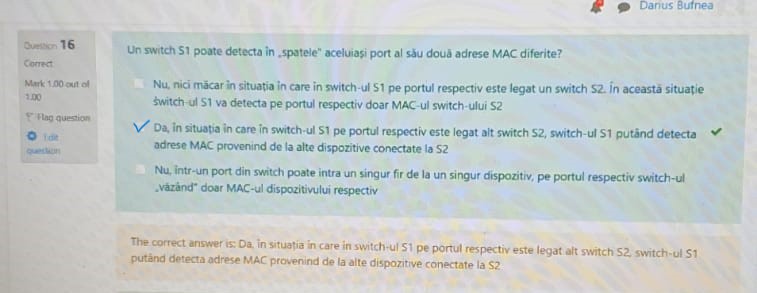 Darius Bufnea
Question 16
Correct
Mark 1.00 out of
1.00
Flag question
Edit
question
Un switch S1 poate detecta în „spatele" aceluiași port al său două adrese MAC diferite?
Nu, nici măcar în situația în care în switch-ul S1 pe portul respectiv este legat un switch S2. În această situație
switch-ul S1 va detecta pe portul respectiv doar MAC-ul switch-ului S2
Da, în situația în care în switch-ul S1 pe portul respectiv este legat alt switch S2, switch-ul S1 putând detecta
adrese MAC provenind de la alte dispozitive conectate la S2
Nu, într-un port din switch poate intra un singur fir de la un singur dispozitiv, pe portul respectiv switch-ul
„văzând" doar MAC-ul dispozitivului respectiv
The correct answer is: Da, în situația în care în switch-ul S1 pe portul respectiv este legat alt switch S2, switch-ul S1
putând detecta adrese MAC provenind de la alte dispozitive conectate la S2